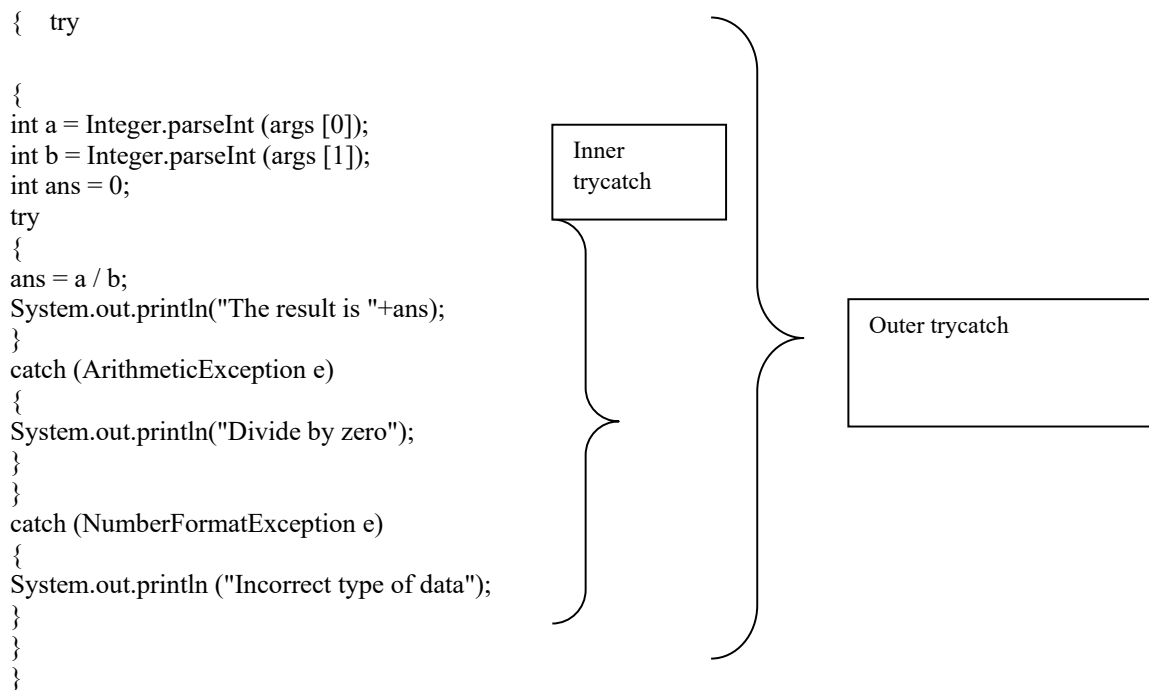 { try
{
int a = Integer.parseInt (args [0]);
int b = Integer.parseInt (args [1]);
int ans = 0;
try
{
ans = a / b;
System.out.println("The result is "+ans);
}
catch (ArithmeticException e)
{
System.out.println("Divide by zero");
}
}
catch (NumberFormatException e)
{
System.out.println ("Incorrect type of data");
}
}
}
Inner
trycatch
Outer trycatch